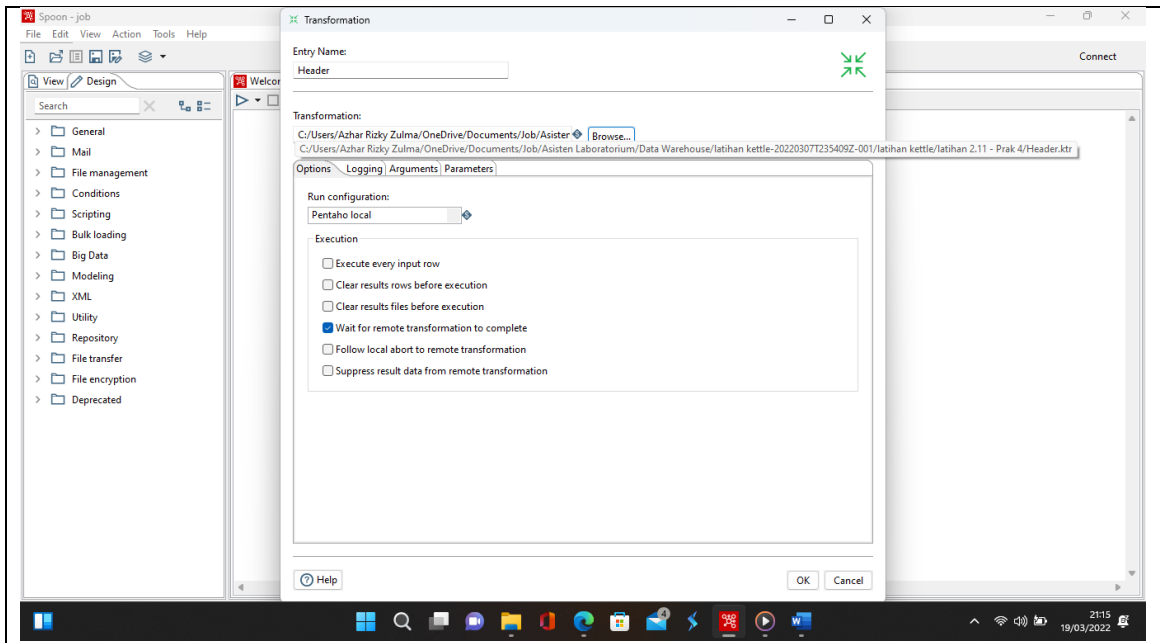 Spoon - job
File Edit View Action Tools Help
Connect
View Design
Welcor
Search
General
Mail
File management
Conditions
Scripting
Bulk loading
Big Data
Modeling
XML
Utility
Repository
File transfer
File encryption
Deprecated
Transformation
Entry Name:
Header
Transformation:
C:/Users/Azhar Rizky Zulma/OneDrive/Documents/Job/Asister Browse...
C:/Users/Azhar Rizky Zulma/OneDrive/Documents/Job/Asisten Laboratorium/Data Warehouse/latihan kettle-20220307T235409Z-001/latihan kettle/latihan 2.11 - Prak 4/Header.ktr
Options Logging Arguments Parameters
Run configuration:
Pentaho local
Execution
Execute every input row
Clear results rows before execution
Clear results files before execution
Wait for remote transformation to complete
Follow local abort to remote transformation
Suppress result data from remote transformation
Help OK Cancel
4
21:15
19/03/2022